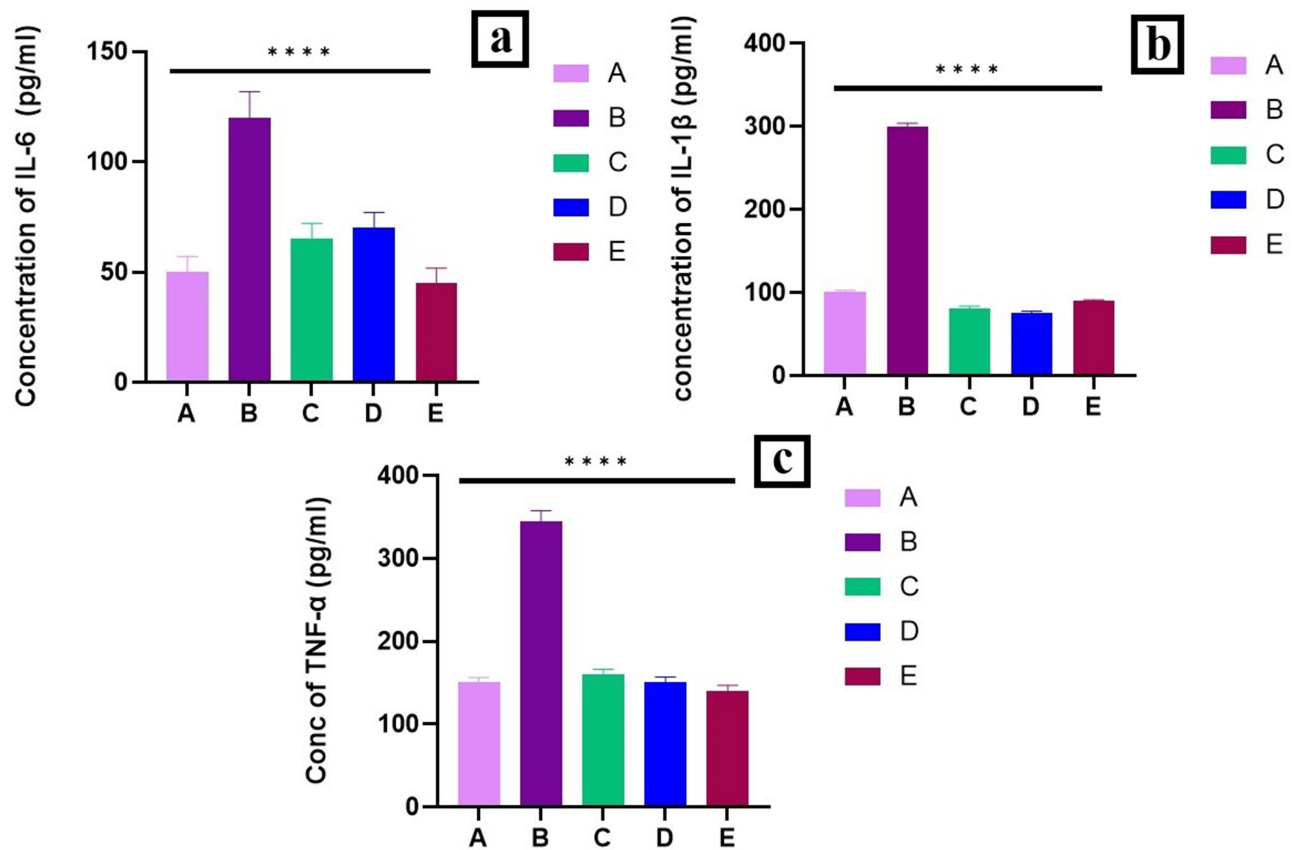 a
Concentration of IL-6 (pg/ml)
150
100
50
0
****
A
B
C
D
E
A B C D E
b
concentration of IL-1β (pg/ml)
400
300
200
100
0
****
A
B
C
D
E
A B C D E
c
Conc of TNF-α (pg/ml)
400
300
200
100
0
****
A
B
C
D
E
A B C D E